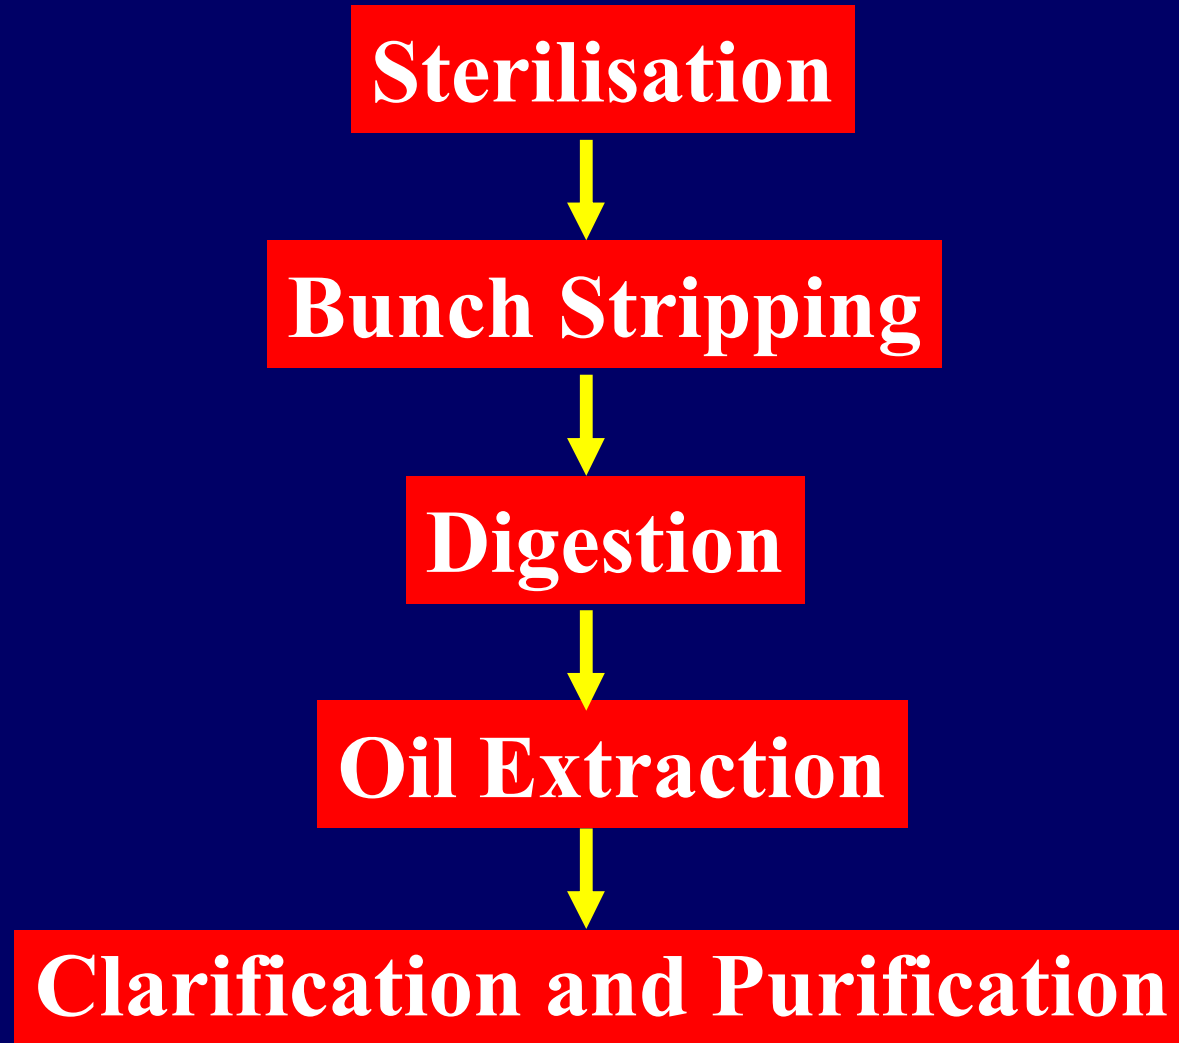 Sterilisation
Bunch Stripping
Digestion
Oil Extraction
Clarification and Purification